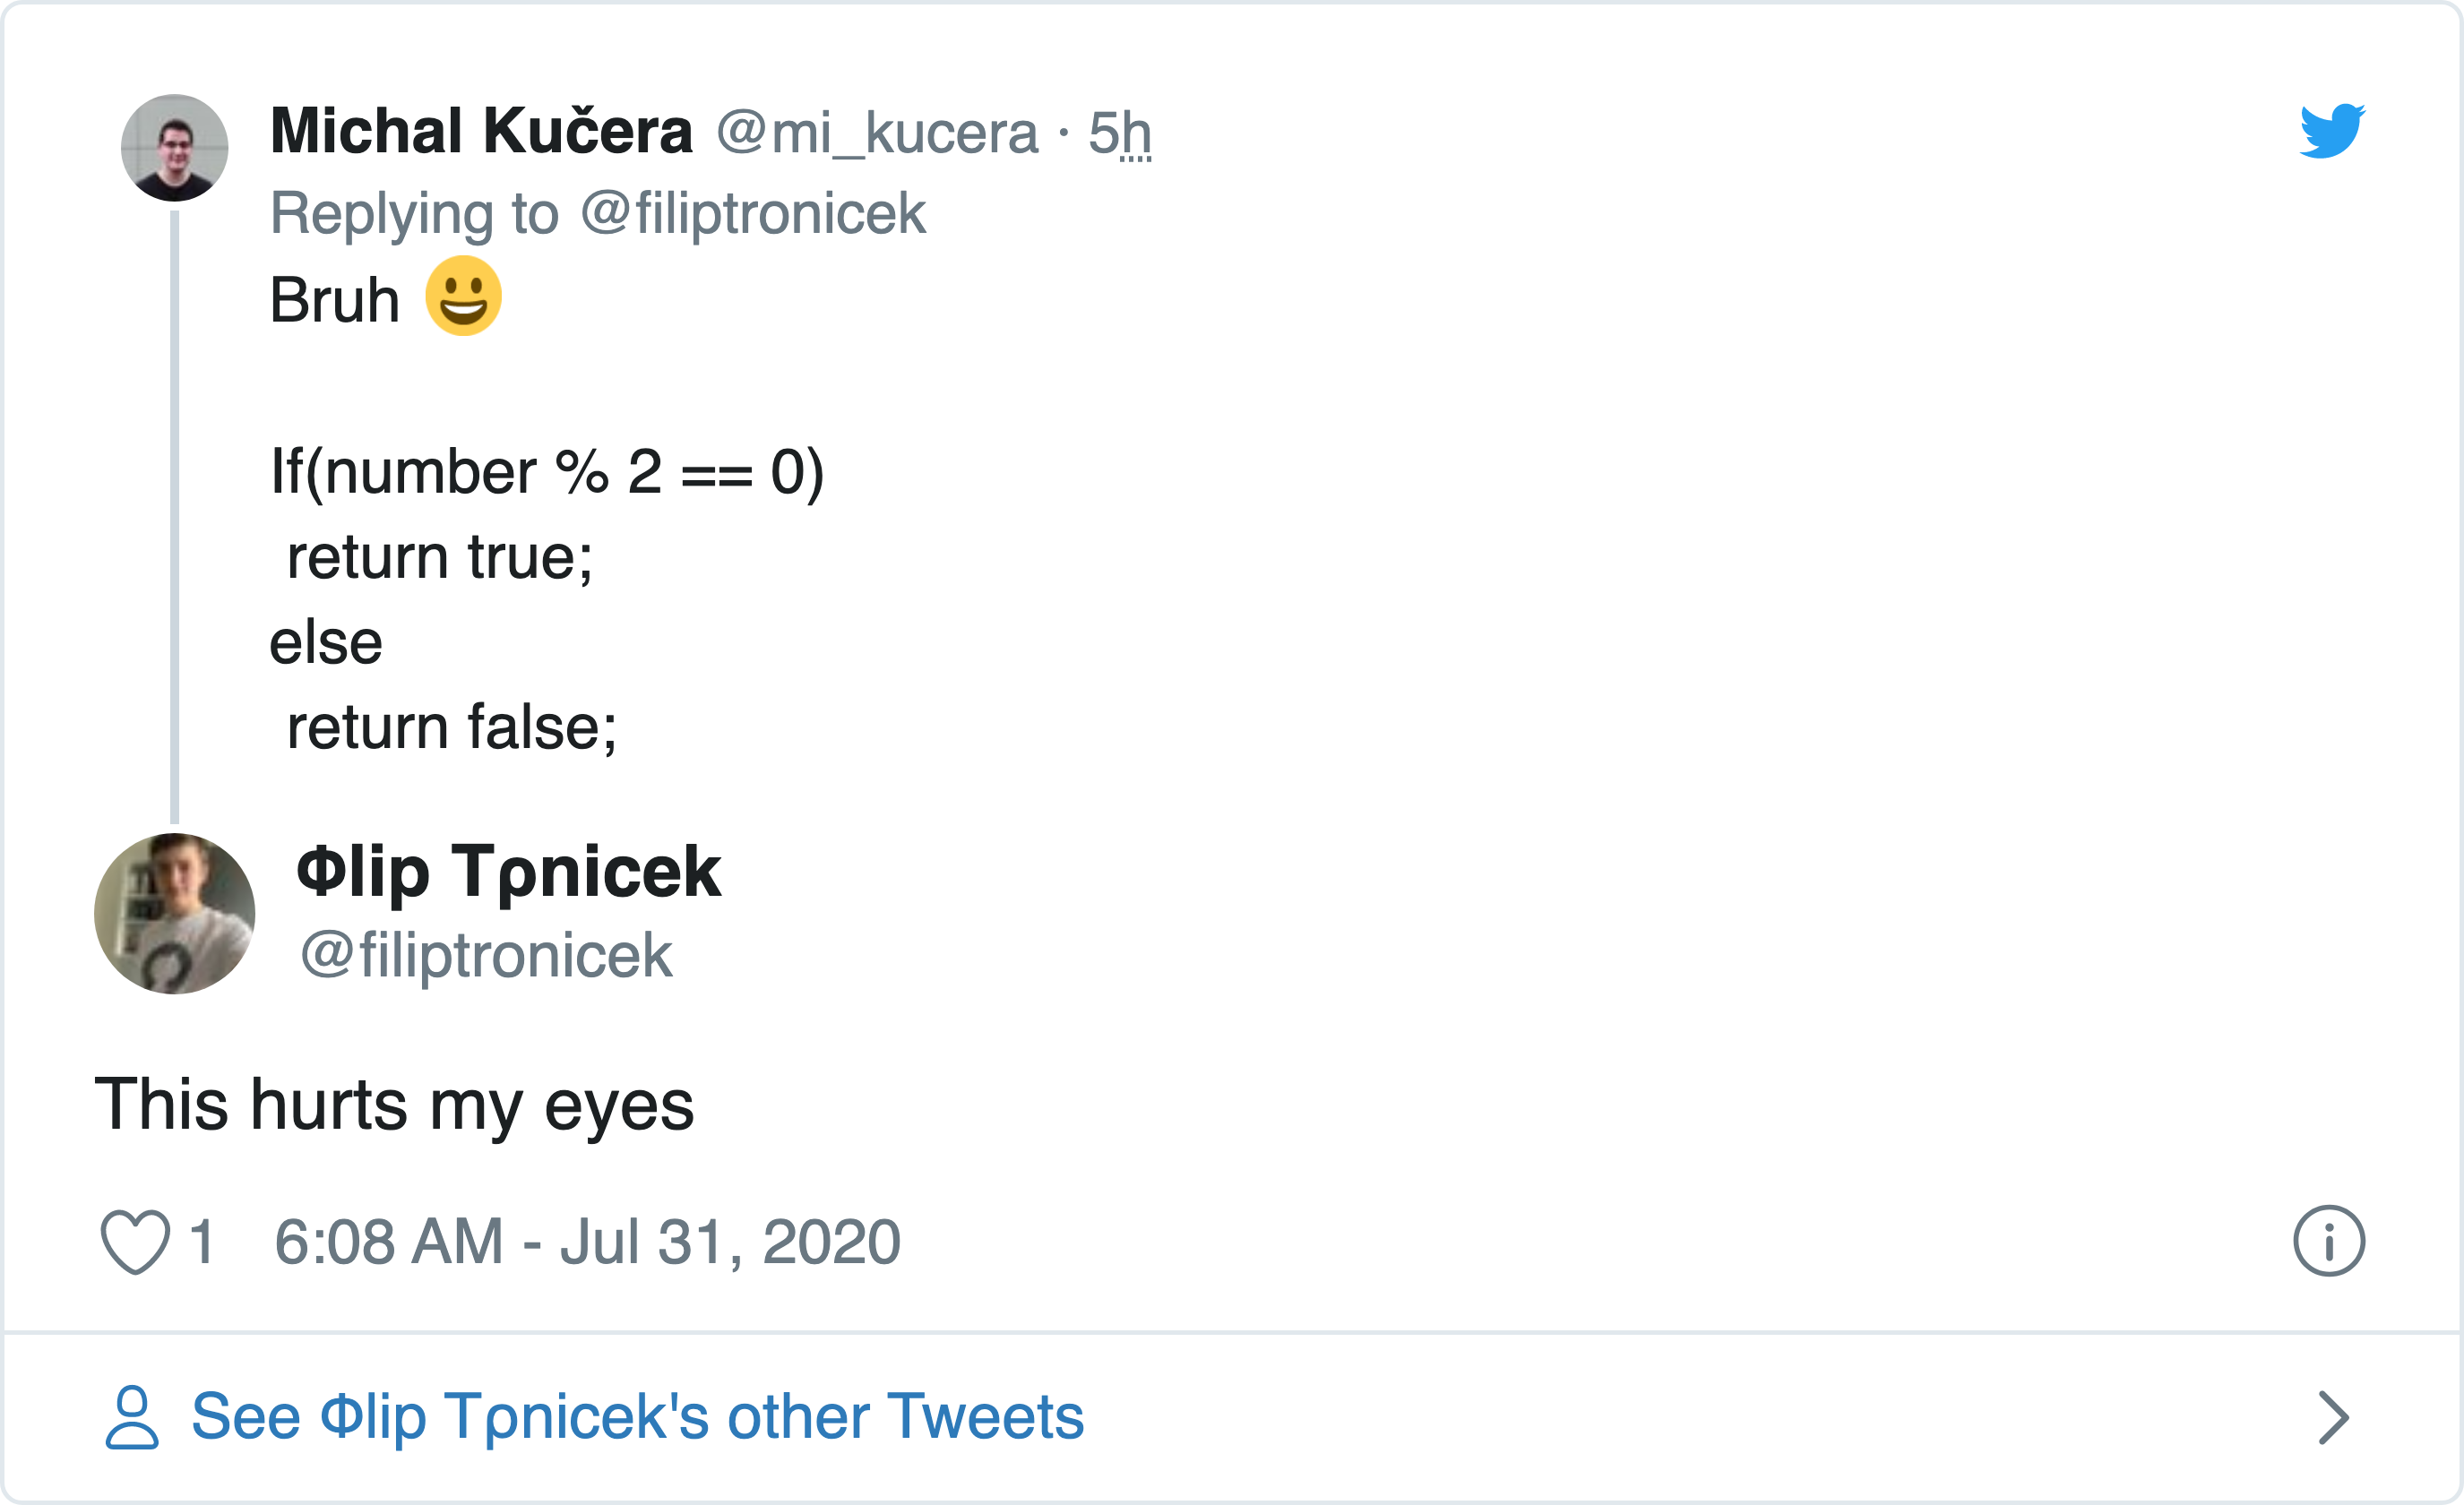 Michal Kučera @mi_kucera · 5h
Replying to @filiptronicek
Bruh 😃
If(number % 2 == 0)
return true;
else
return false;
Φlip Tρnicek
@filiptronicek
This hurts my eyes
1 6:08 AM - Jul 31, 2020
See Φlip Tρnicek's other Tweets